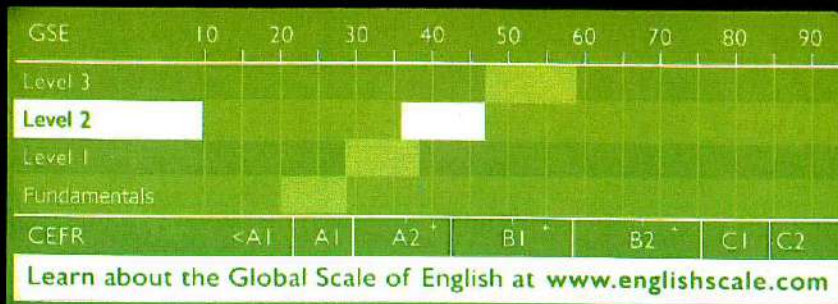 GSE 10 20 30 40 50 60 70 80 90
Level 3
Level 2
Level 1
Fundamentals
CEFR <A1 A1 A2+ B1+ B2+ C1 C2
Learn about the Global Scale of English at www.englishscale.com